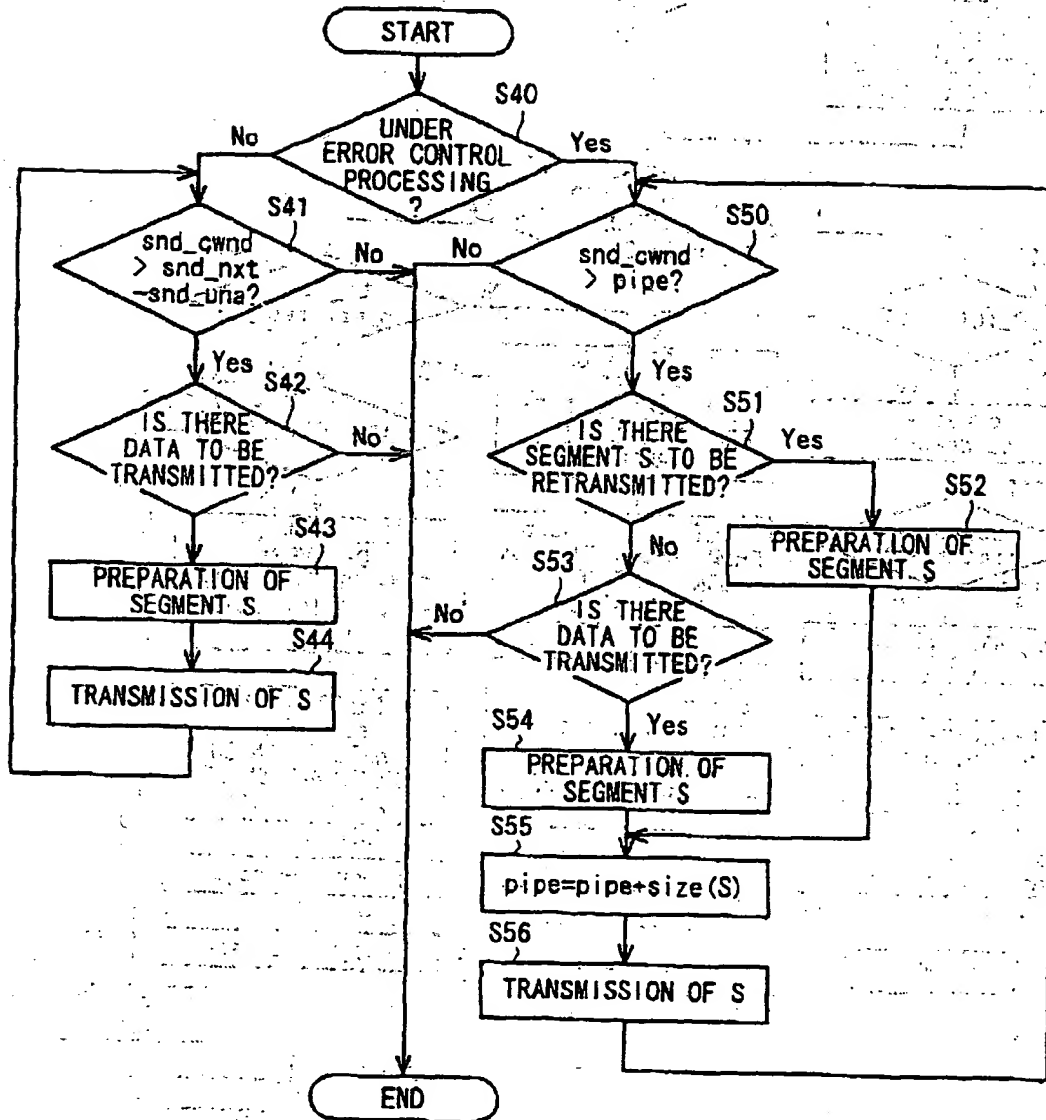 START
S40
UNDER
ERROR CONTROL
PROCESSING
?
No
Yes
S41
snd_cwnd
> snd_nxt
-snd_una?
No
Yes
S42
IS THERE
DATA TO BE
TRANSMITTED?
No
S43
PREPARATION OF
SEGMENT S
S44
TRANSMISSION OF S
S50
snd_cwnd
> pipe?
No
Yes
S51
IS THERE
SEGMENT S TO BE
RETRANSMITTED?
Yes
No
S52
PREPARATION OF
SEGMENT S
S53
IS THERE
DATA TO BE
TRANSMITTED?
No
Yes
S54
PREPARATION OF
SEGMENT S
S55
pipe=pipe+size(S)
S56
TRANSMISSION OF S
END